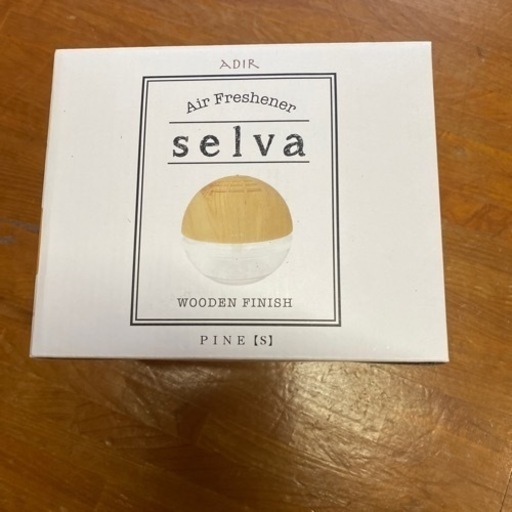 ADIR
Air Freshener
selva
WOODEN FINISH
PINE【S】